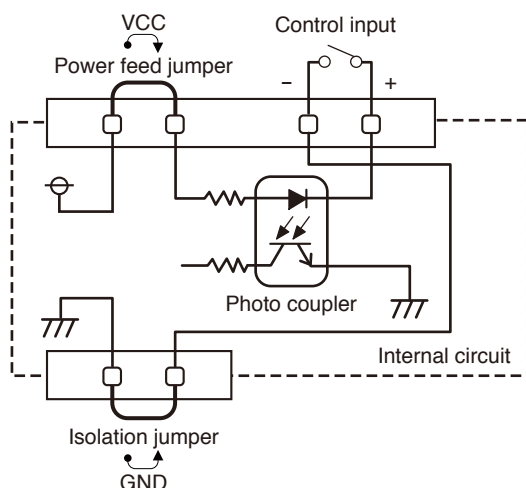 VCC
Control input
Power feed jumper
− +
Photo coupler
Internal circuit
Isolation jumper
GND